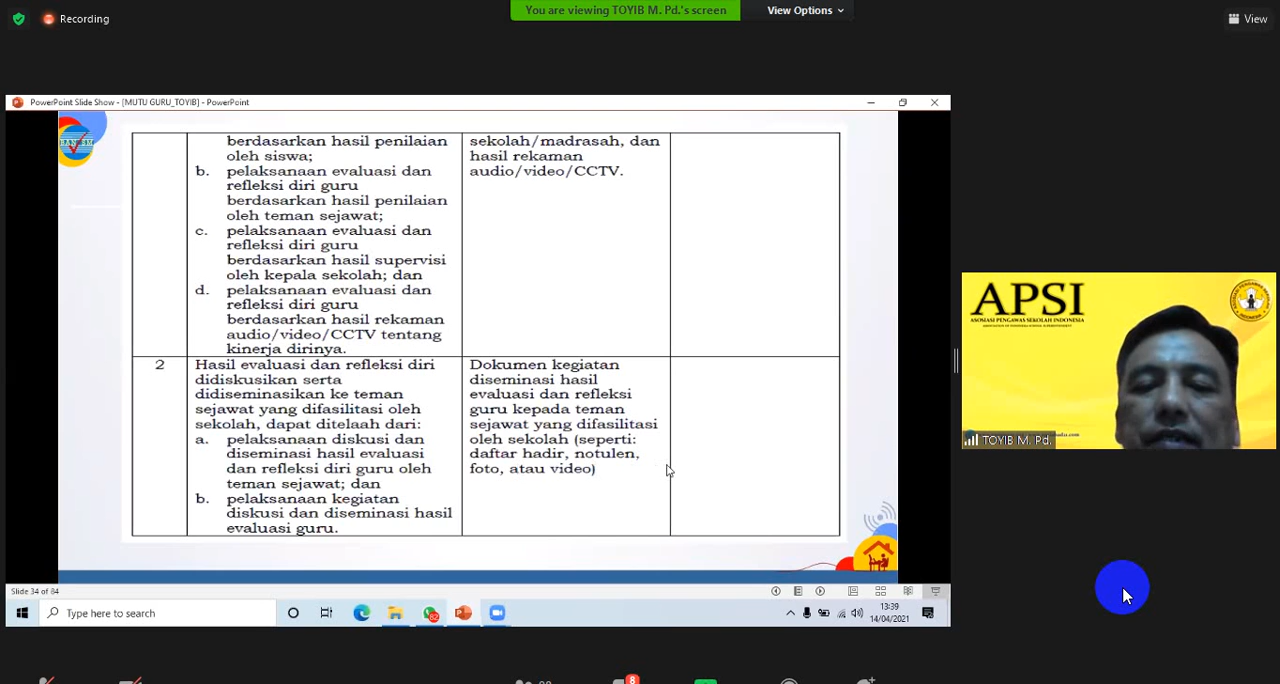 Recording
You are viewing TOYIB M. Pd.'s screen
View Options
View
PowerPoint Slide Show - [MUTU GURU_TOYIB] - PowerPoint
berdasarkan hasil penilaian
oleh siswa;
b. pelaksanaan evaluasi dan
refleksi diri guru
berdasarkan hasil penilaian
oleh teman sejawat;
c. pelaksanaan evaluasi dan
refleksi diri guru
berdasarkan hasil supervisi
oleh kepala sekolah; dan
d. pelaksanaan evaluasi dan
refleksi diri guru
berdasarkan hasil rekaman
audio/video/CCTV tentang
kinerja dirinya.
sekolah/madrasah, dan
hasil rekaman
audio/video/CCTV.
2
Hasil evaluasi dan refleksi diri
didiskusikan serta
didiseminasikan ke teman
sejawat yang difasilitasi oleh
sekolah, dapat ditelaah dari:
a. pelaksanaan diskusi dan
diseminasi hasil evaluasi
dan refleksi diri guru oleh
teman sejawat; dan
b. pelaksanaan kegiatan
diskusi dan diseminasi hasil
evaluasi guru.
Dokumen kegiatan
diseminasi hasil
evaluasi dan refleksi
guru kepada teman
sejawat yang difasilitasi
oleh sekolah (seperti:
daftar hadir, notulen,
foto, atau video)
APSI
ASOSIASI PENGAWAS SEKOLAH INDONESIA
TOYIB M. Pd.
Slide 34 of 84
Type here to search
13:39
14/04/2021
8